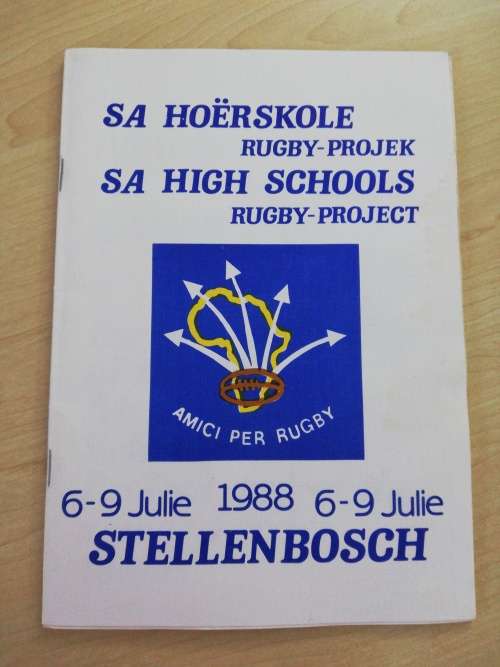 SA HOËRSKOLE
RUGBY-PROJEK
SA HIGH SCHOOLS
RUGBY-PROJECT
AMICI PER RUGBY
6-9 Julie 1988 6-9 Julie
STELLENBOSCH